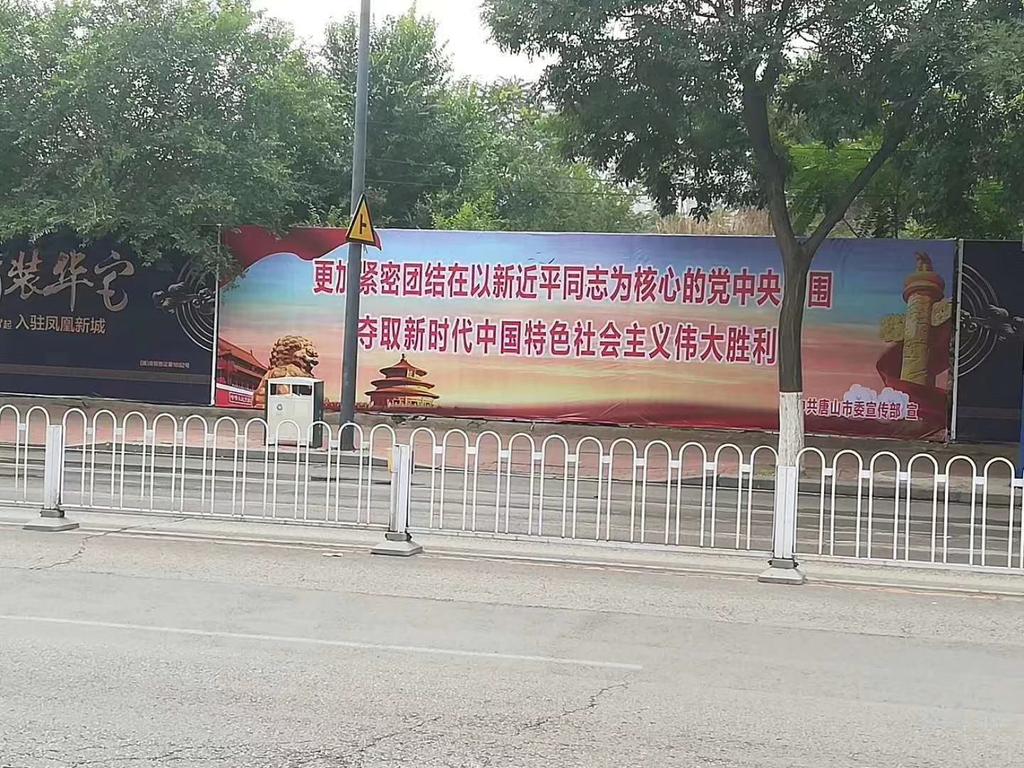 装华宅
起 入驻凤凰新城
更加紧密团结在以新近平同志为核心的党中央 围
夺取新时代中国特色社会主义伟大胜利
共唐山市委宣传部 宣